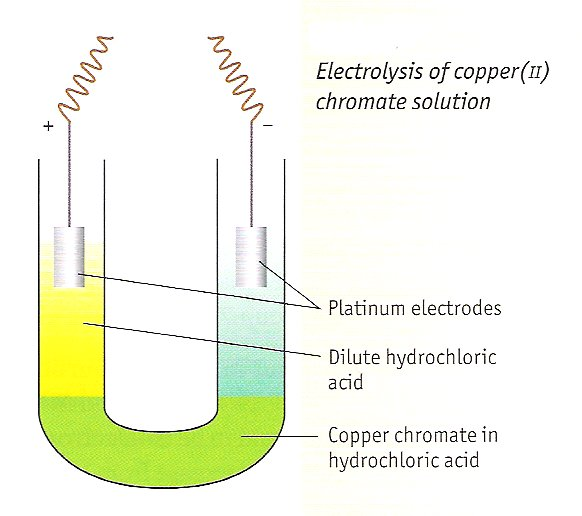 Electrolysis of copper(II)
chromate solution
+
–
Platinum electrodes
Dilute hydrochloric
acid
Copper chromate in
hydrochloric acid